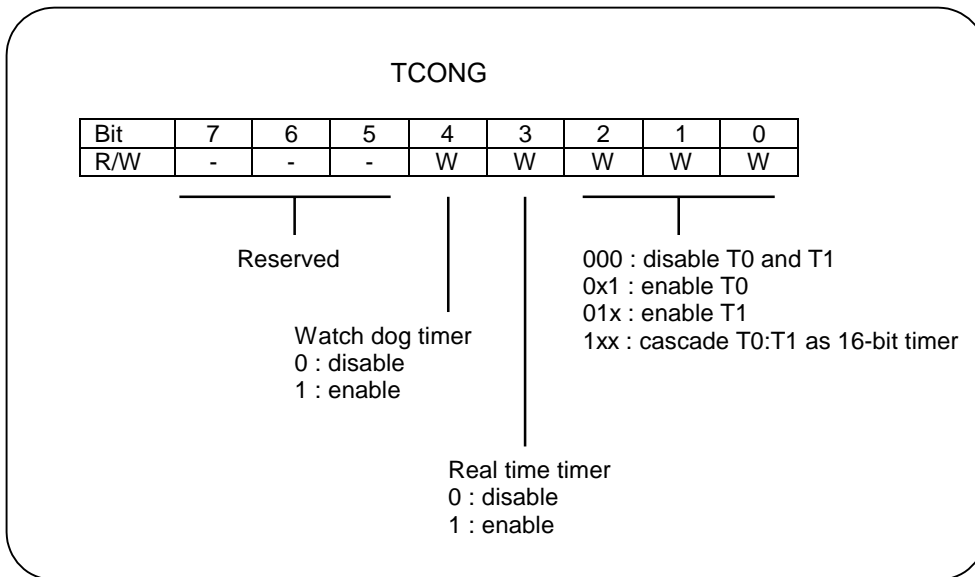 TCONG
Bit 7 6 5 4 3 2 1 0
R/W - - - W W W W W
Reserved
000 : disable T0 and T1
0x1 : enable T0
01x : enable T1
1xx : cascade T0:T1 as 16-bit timer
Watch dog timer
0 : disable
1 : enable
Real time timer
0 : disable
1 : enable